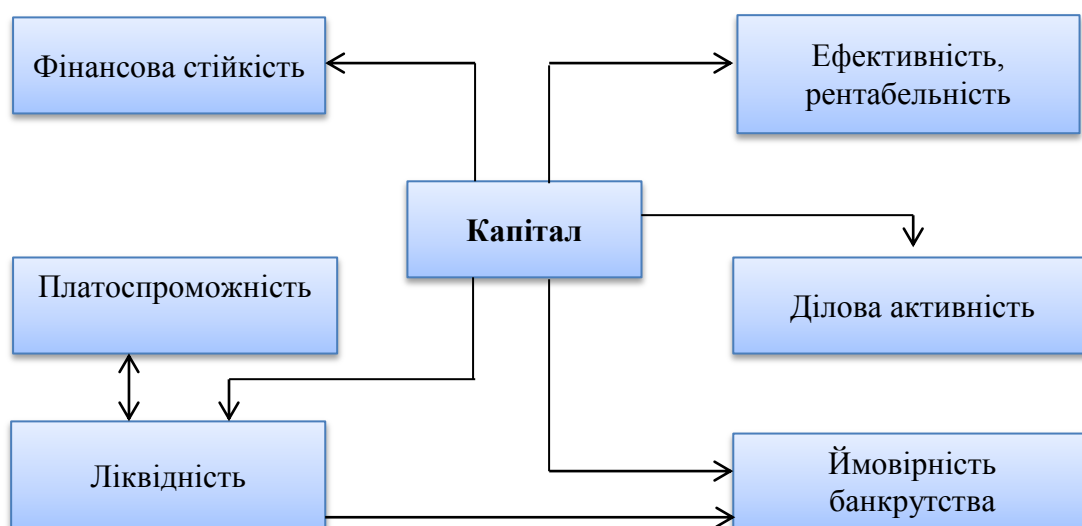 Фінансова стійкість
Ефективність,
рентабельність
Капітал
Платоспроможність
Ділова активність
Ліквідність
Ймовірність
банкрутства